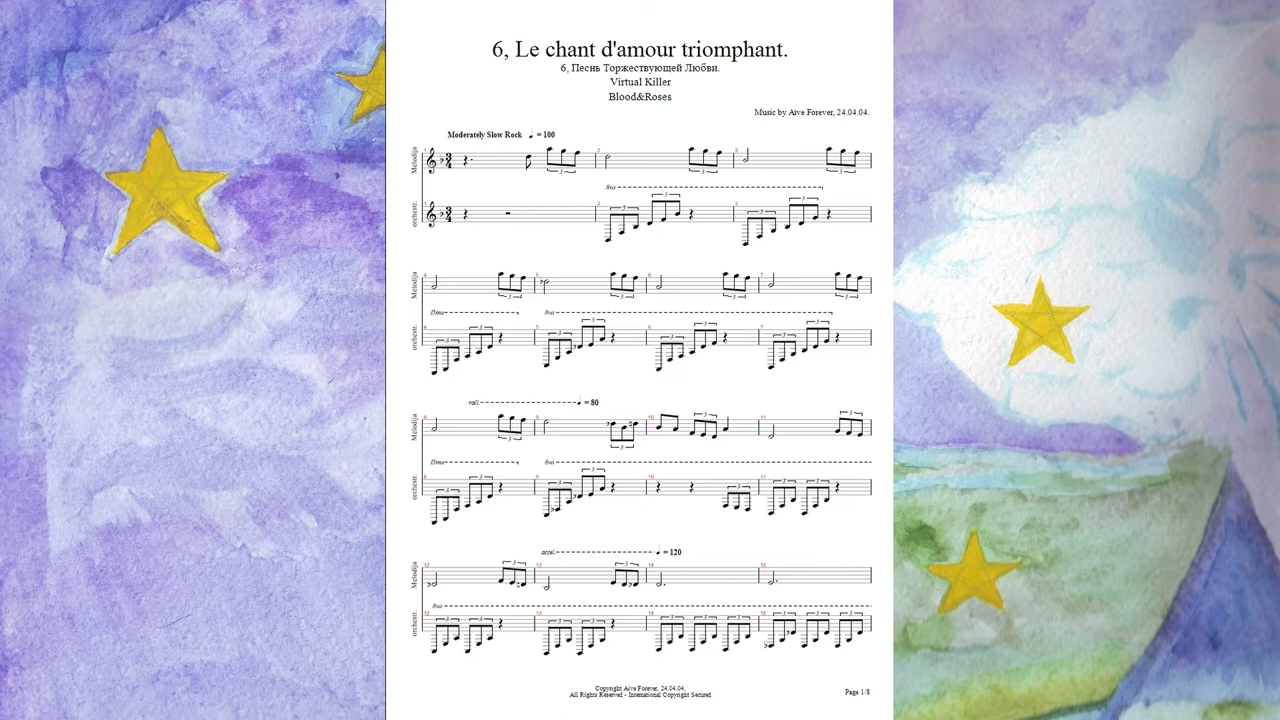 6, Le chant d'amour triomphant.
6, Песнь Торжествующей Любви.
Virtual Killer
Blood&Roses
Music by Aive Forever, 24.04.04.
Moderately Slow Rock ♩ = 100
Melodija
orchestr.
8va
Melodija
15ma 8va
orchestr.
rall. ♩ = 80
Melodija
15ma 8va
orchestr.
accel. ♩ = 120
Melodija
8va
orchestr.
Copyright Aive Forever, 24.04.04.
All Rights Reserved - International Copyright Secured
Page 1/8